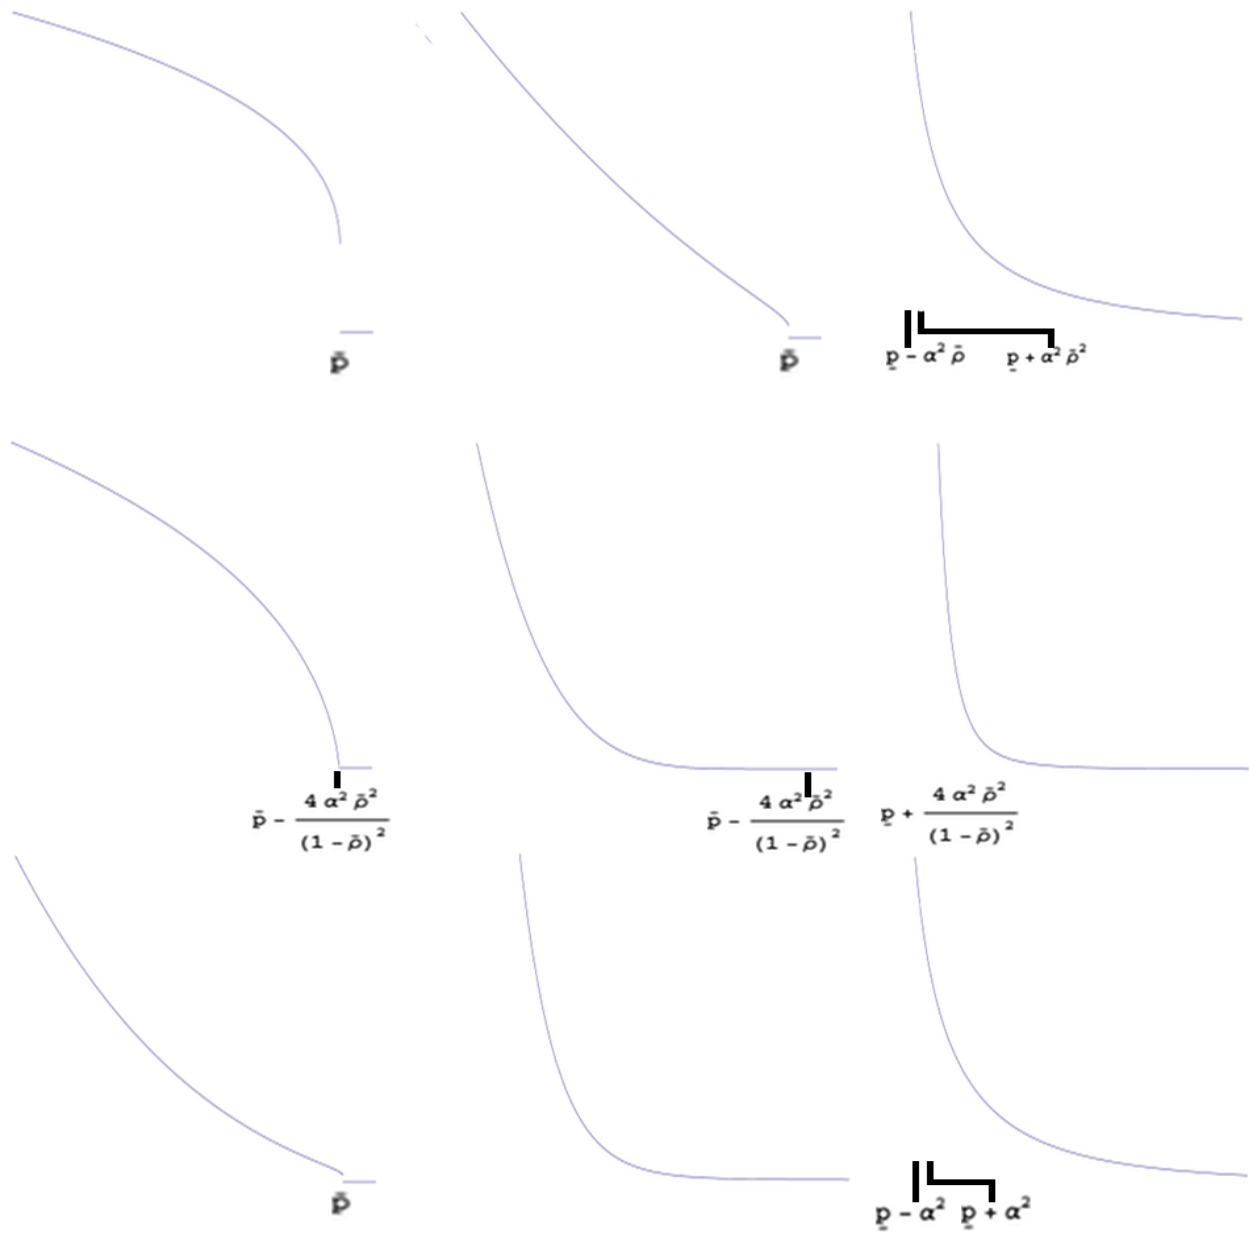 p̄
p̄
p̲ - α² ρ̄
p̲ + α² ρ̄²
p̄ - 4 α² ρ̄² / (1 - ρ̄)²
p̄ - 4 α² ρ̄² / (1 - ρ̄)²
p̲ + 4 α² ρ̄² / (1 - ρ̄)²
p̄
p̲ - α²
p̲ + α²